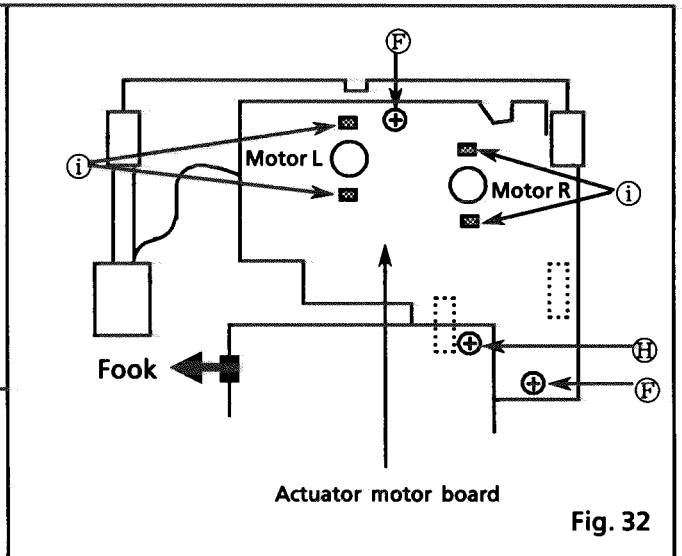 Ⓕ
Motor L
ⓘ
Motor R
ⓘ
Ⓗ
Fook
Ⓕ
Actuator motor board
Fig. 32